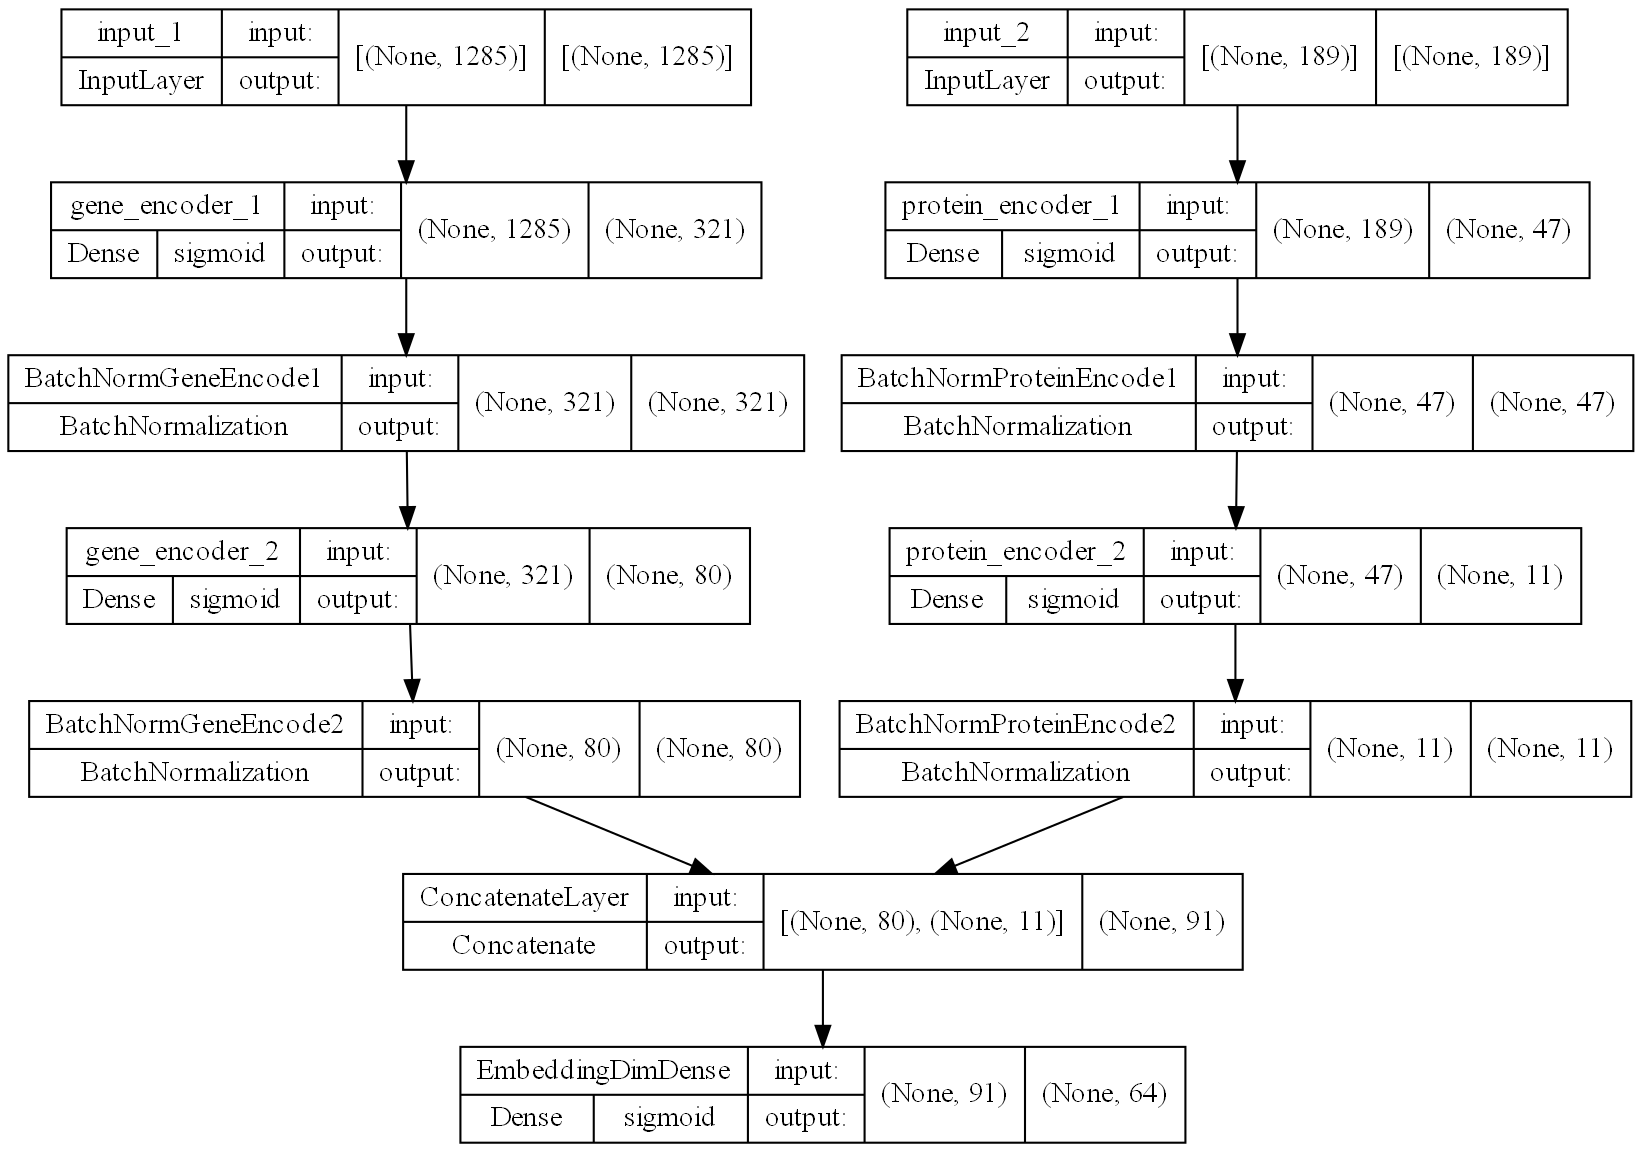 input_1 input: [(None, 1285)] [(None, 1285)]
InputLayer output:
input_2 input: [(None, 189)] [(None, 189)]
InputLayer output:
gene_encoder_1 input: (None, 1285) (None, 321)
Dense sigmoid output:
protein_encoder_1 input: (None, 189) (None, 47)
Dense sigmoid output:
BatchNormGeneEncode1 input: (None, 321) (None, 321)
BatchNormalization output:
BatchNormProteinEncode1 input: (None, 47) (None, 47)
BatchNormalization output:
gene_encoder_2 input: (None, 321) (None, 80)
Dense sigmoid output:
protein_encoder_2 input: (None, 47) (None, 11)
Dense sigmoid output:
BatchNormGeneEncode2 input: (None, 80) (None, 80)
BatchNormalization output:
BatchNormProteinEncode2 input: (None, 11) (None, 11)
BatchNormalization output:
ConcatenateLayer input: [(None, 80), (None, 11)] (None, 91)
Concatenate output:
EmbeddingDimDense input: (None, 91) (None, 64)
Dense sigmoid output: